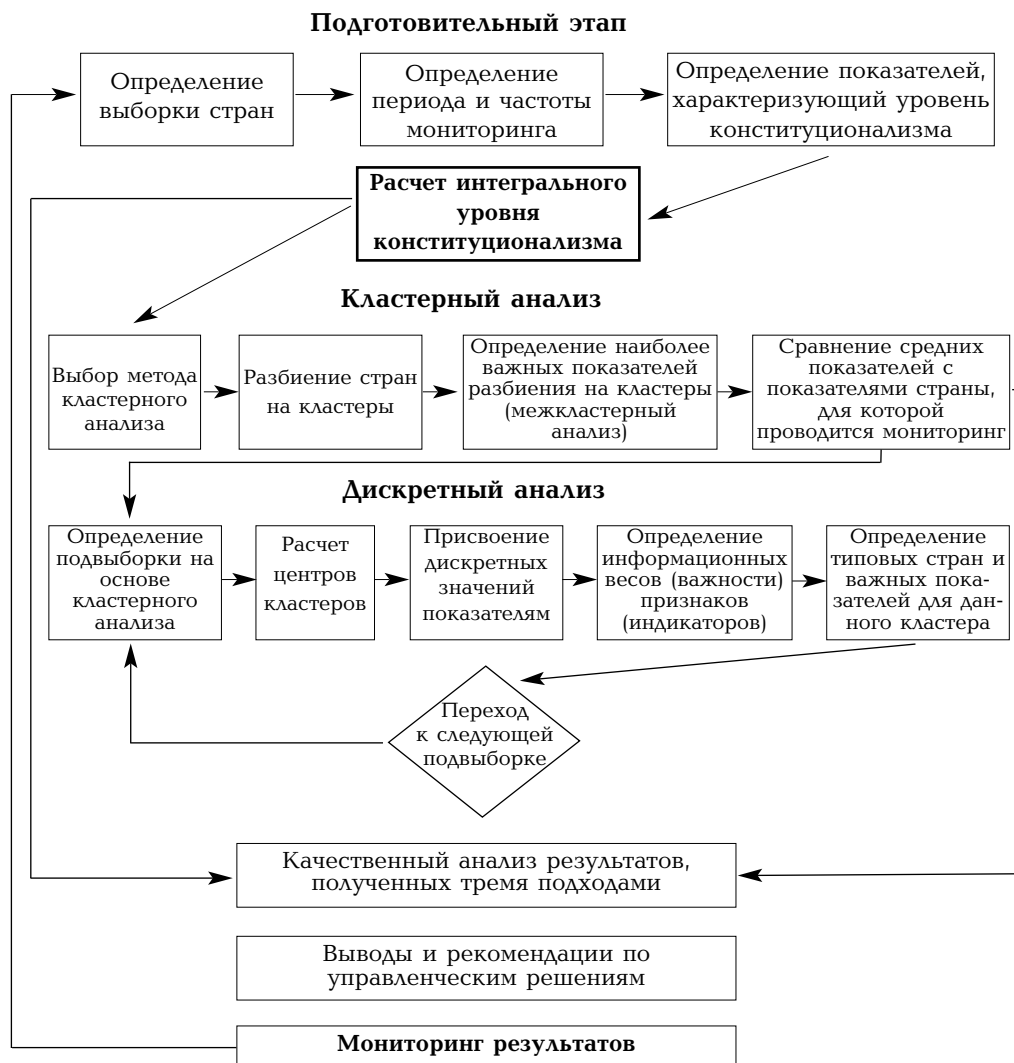 Подготовительный этап
Определение
выборки стран
Определение
периода и частоты
мониторинга
Определение показателей,
характеризующий уровень
конституционализма
Расчет интегрального
уровня
конституционализма
Кластерный анализ
Выбор метода
кластерного
анализа
Разбиение стран
на кластеры
Определение наиболее
важных показателей
разбиения на кластеры
(межкластерный
анализ)
Сравнение средних
показателей с
показателями страны,
для которой
проводится мониторинг
Дискретный анализ
Определение
подвыборки на
основе
кластерного
анализа
Расчет
центров
кластеров
Присвоение
дискретных
значений
показателям
Определение
информационных
весов (важности)
признаков
(индикаторов)
Определение
типовых стран и
важных пока-
зателей для дан-
ного кластера
Переход
к следующей
подвыборке
Качественный анализ результатов,
полученных тремя подходами
Выводы и рекомендации по
управленческим решениям
Мониторинг результатов